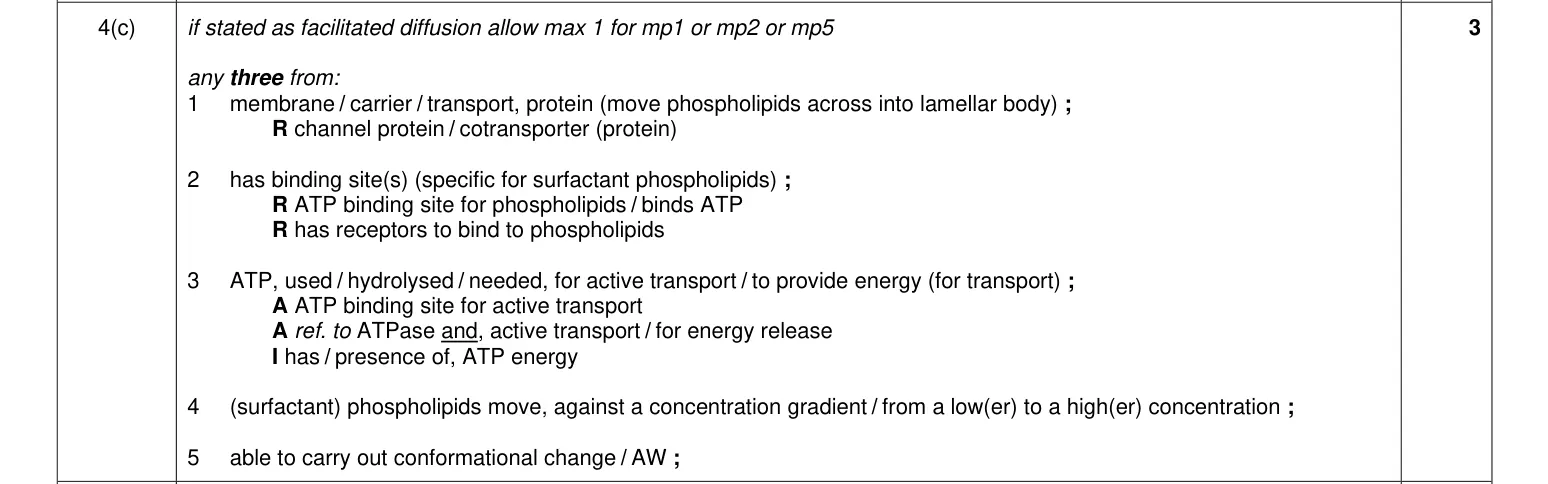 4(c) if stated as facilitated diffusion allow max 1 for mp1 or mp2 or mp5 3
any three from:
1 membrane / carrier / transport, protein (move phospholipids across into lamellar body) ;
R channel protein / cotransporter (protein)
2 has binding site(s) (specific for surfactant phospholipids) ;
R ATP binding site for phospholipids / binds ATP
R has receptors to bind to phospholipids
3 ATP, used / hydrolysed / needed, for active transport / to provide energy (for transport) ;
A ATP binding site for active transport
A ref. to ATPase and, active transport / for energy release
I has / presence of, ATP energy
4 (surfactant) phospholipids move, against a concentration gradient / from a low(er) to a high(er) concentration ;
5 able to carry out conformational change / AW ;